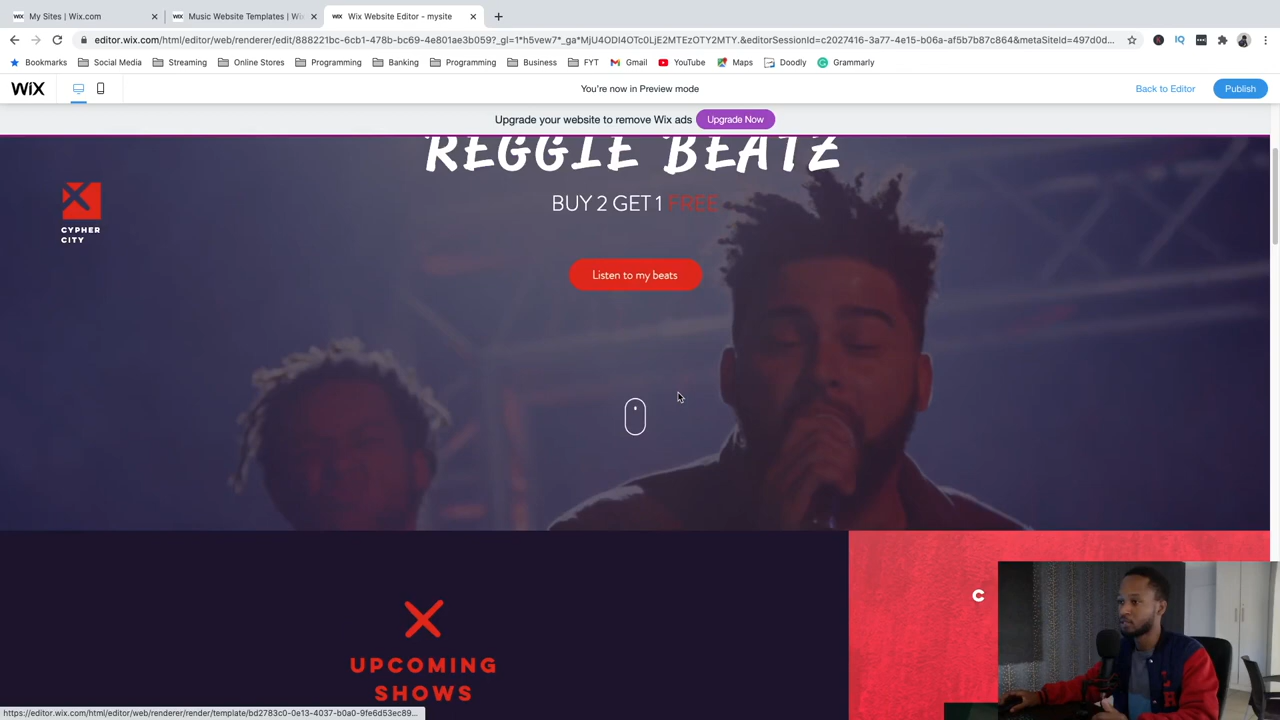 My Sites | Wix.com
Music Website Templates | Wi
Wix Website Editor - mysite
editor.wix.com/html/editor/web/renderer/edit/888221bc-6cb1-478b-bc69-4e801ae3b059?_gl=1*h5vew7*_ga*MjU4ODI4OTc0LjE2MTEzOTY2MTY.&editorSessionId=c2027416-3a77-4e15-b06a-af5b7b87c864&metaSiteId=497d0d...
Bookmarks Social Media Streaming Online Stores Programming Banking Programming Business FYT Gmail YouTube Maps Doodly Grammarly
WiX You're now in Preview mode Back to Editor Publish
Upgrade your website to remove Wix ads Upgrade Now
REGGIE BEATZ
CYPHER
CITY
BUY 2 GET 1 FREE
Listen to my beats
UPCOMING
SHOWS
C
https://editor.wix.com/html/editor/web/renderer/render/template/bd2783c0-0e13-4037-b0a0-9fe6d53ec89...